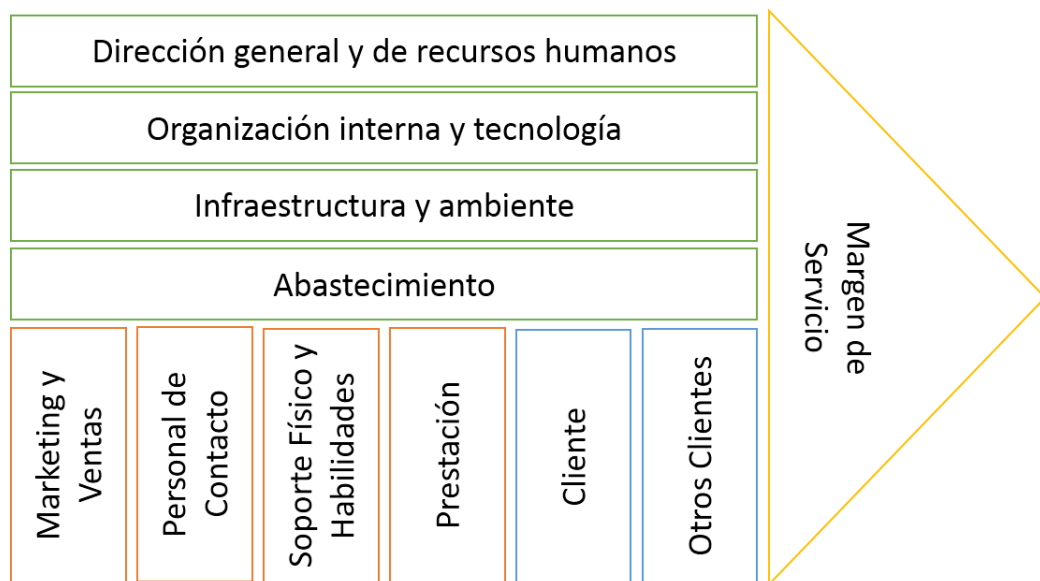 Dirección general y de recursos humanos
Organización interna y tecnología
Infraestructura y ambiente
Abastecimiento
Marketing y
Ventas
Personal de
Contacto
Soporte Físico y
Habilidades
Prestación
Cliente
Otros Clientes
Margen de
Servicio